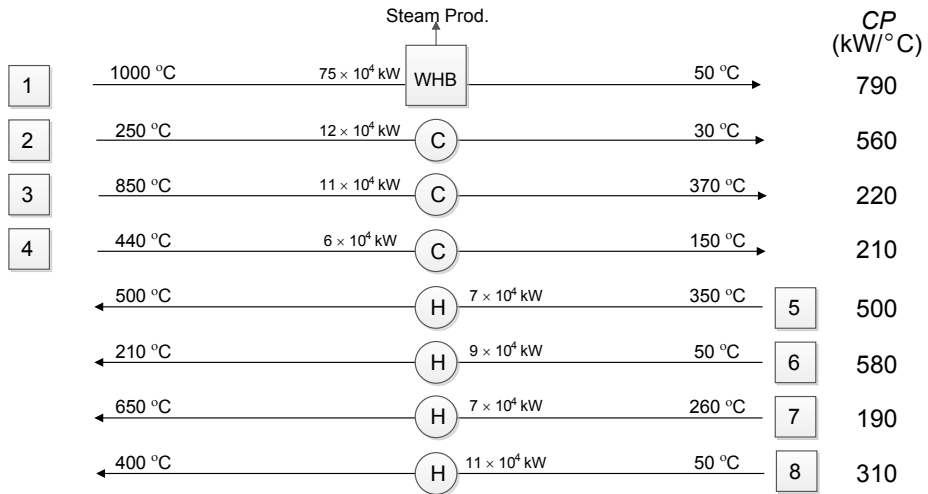 Steam Prod.
CP
(kW/°C)
1 1000 °C 75 × 10⁴ kW WHB 50 °C 790
2 250 °C 12 × 10⁴ kW C 30 °C 560
3 850 °C 11 × 10⁴ kW C 370 °C 220
4 440 °C 6 × 10⁴ kW C 150 °C 210
500 °C H 7 × 10⁴ kW 350 °C 5 500
210 °C H 9 × 10⁴ kW 50 °C 6 580
650 °C H 7 × 10⁴ kW 260 °C 7 190
400 °C H 11 × 10⁴ kW 50 °C 8 310